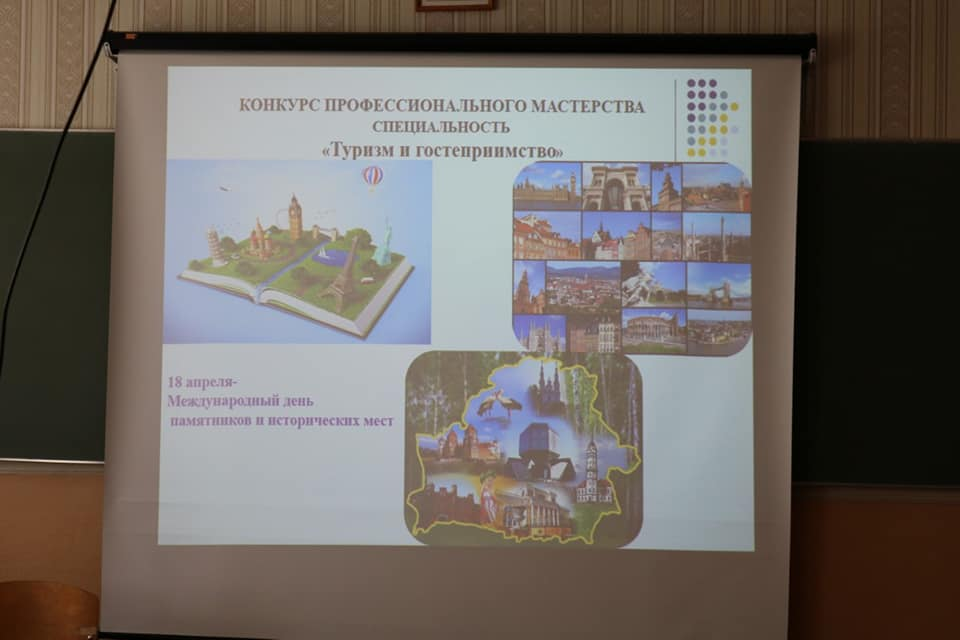 КОНКУРС ПРОФЕССИОНАЛЬНОГО МАСТЕРСТВА
СПЕЦИАЛЬНОСТЬ
«Туризм и гостеприимство»
18 апреля-
Международный день
памятников и исторических мест